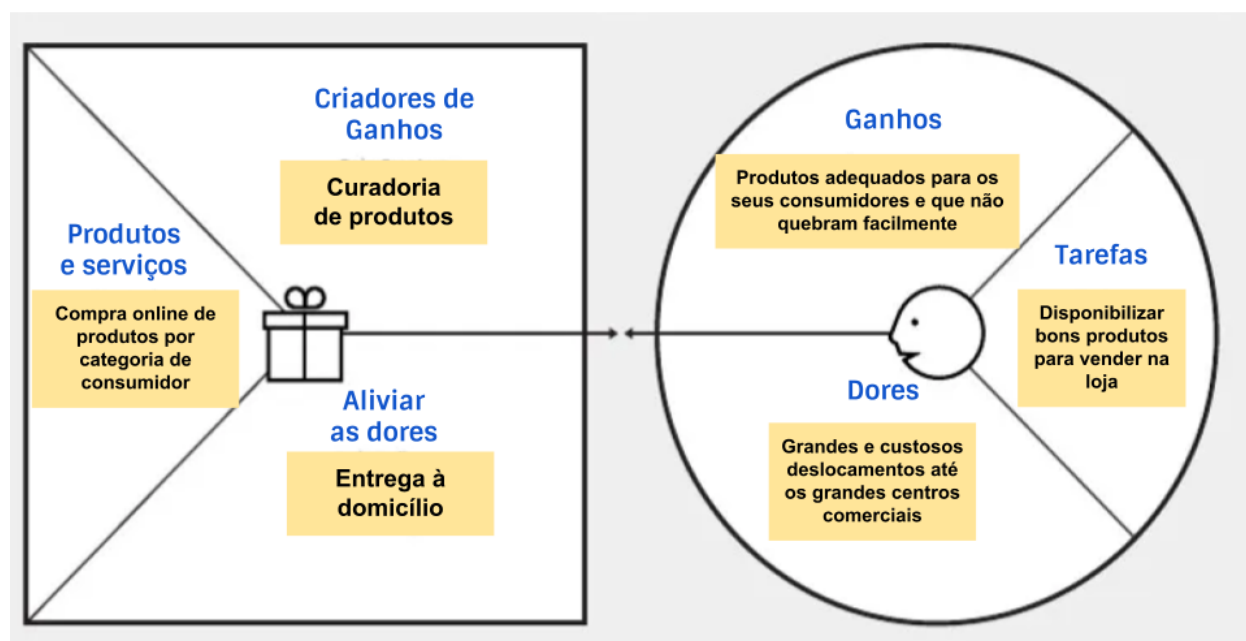 Criadores de
Ganhos
Curadoria
de produtos
Produtos
e serviços
Compra online de
produtos por
categoria de
consumidor
Aliviar
as dores
Entrega à
domicílio
Ganhos
Produtos adequados para os
seus consumidores e que não
quebram facilmente
Tarefas
Disponibilizar
bons produtos
para vender na
loja
Dores
Grandes e custosos
deslocamentos até
os grandes centros
comerciais